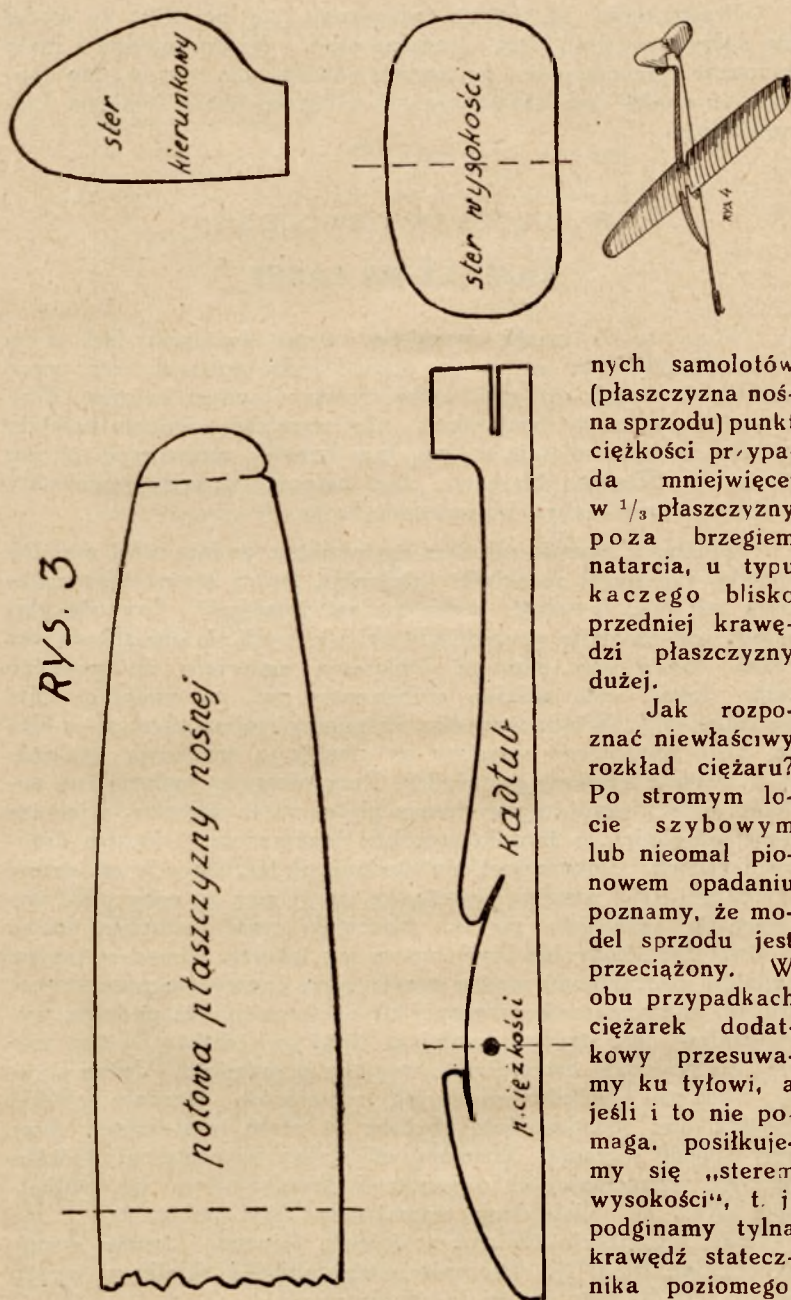 ster
kierunkowy
ster wysokości
RYS. 4
RYS. 3
połowa płaszczyzny nośnej
kadłub
p. ciężkości
nych samolotów
(płaszczyzna noś-
na sprzodu) punkt
ciężkości przypa-
da mniejwięcej
w 1/3 płaszczyzny
poza brzegiem
natarcia, u typu
kaczego blisko
przedniej krawę-
dzi płaszczyzny
dużej.
Jak rozpo-
znać niewłaściwy
rozkład ciężaru?
Po stromym lo-
cie szybowym
lub nieomal pio-
nowem opadaniu
poznamy, że mo-
del sprzodu jest
przeciążony. W
obu przypadkach
ciężarek dodat-
kowy przesuwa-
my ku tyłowi, a
jeśli i to nie po-
maga, posiłkuje-
my się „sterem
wysokości“, t. j.
podginamy tylną
krawędź statecz-
nika poziomego